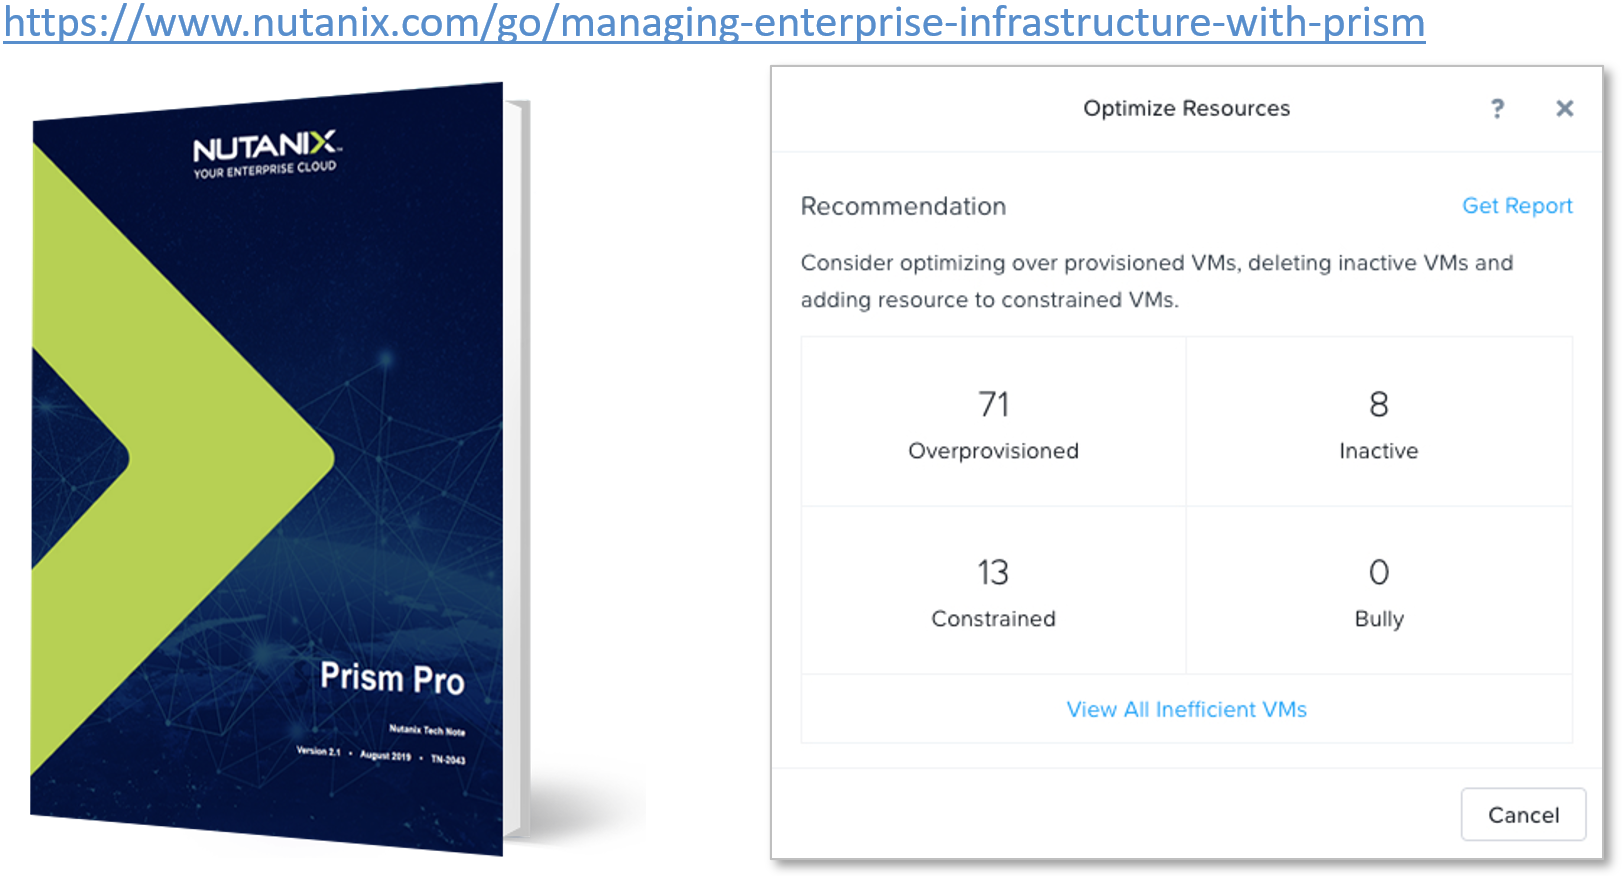 https://www.nutanix.com/go/managing-enterprise-infrastructure-with-prism
NUTANIX™
YOUR ENTERPRISE CLOUD
Prism Pro
Nutanix Tech Note
Version 2.1 • August 2019 • TN-2043
Optimize Resources ? ×
Recommendation Get Report
Consider optimizing over provisioned VMs, deleting inactive VMs and
adding resource to constrained VMs.
71 8
Overprovisioned Inactive
13 0
Constrained Bully
View All Inefficient VMs
Cancel